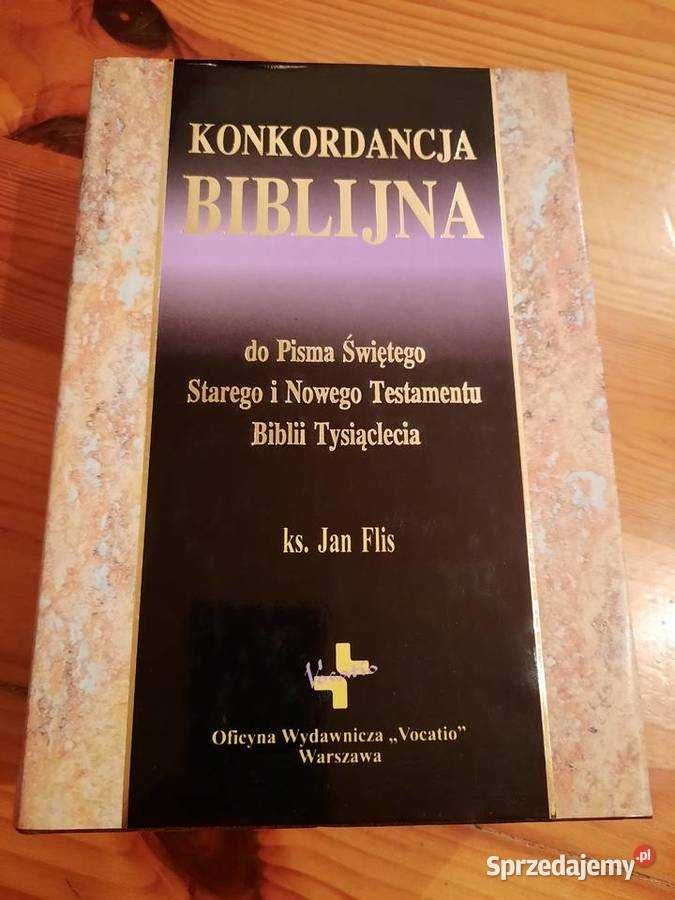 KONKORDANCJA
BIBLIJNA
do Pisma Świętego
Starego i Nowego Testamentu
Biblii Tysiąclecia
ks. Jan Flis
Vocatio
Oficyna Wydawnicza „Vocatio”
Warszawa
Sprzedajemy.pl